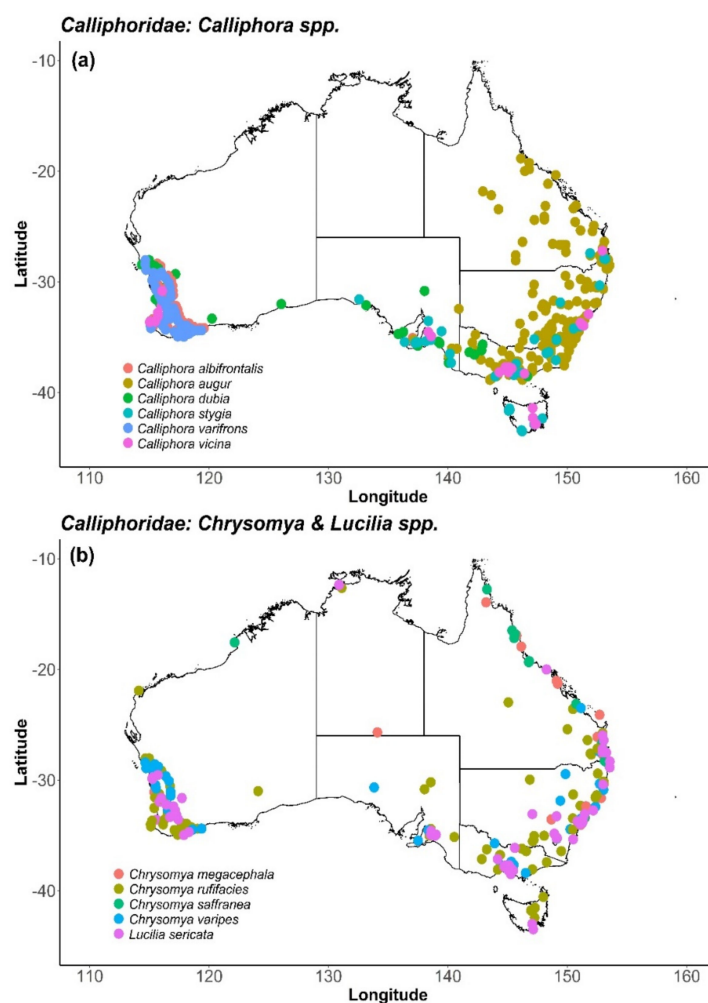 Calliphoridae: Calliphora spp.
(a)
-10
-20
-30
-40
Latitude
Calliphora albifrontalis
Calliphora augur
Calliphora dubia
Calliphora stygia
Calliphora varifrons
Calliphora vicina
110 120 130 140 150 160
Longitude
Calliphoridae: Chrysomya & Lucilia spp.
(b)
-10
-20
-30
-40
Latitude
Chrysomya megacephala
Chrysomya rufifacies
Chrysomya saffranea
Chrysomya varipes
Lucilia sericata
110 120 130 140 150 160
Longitude